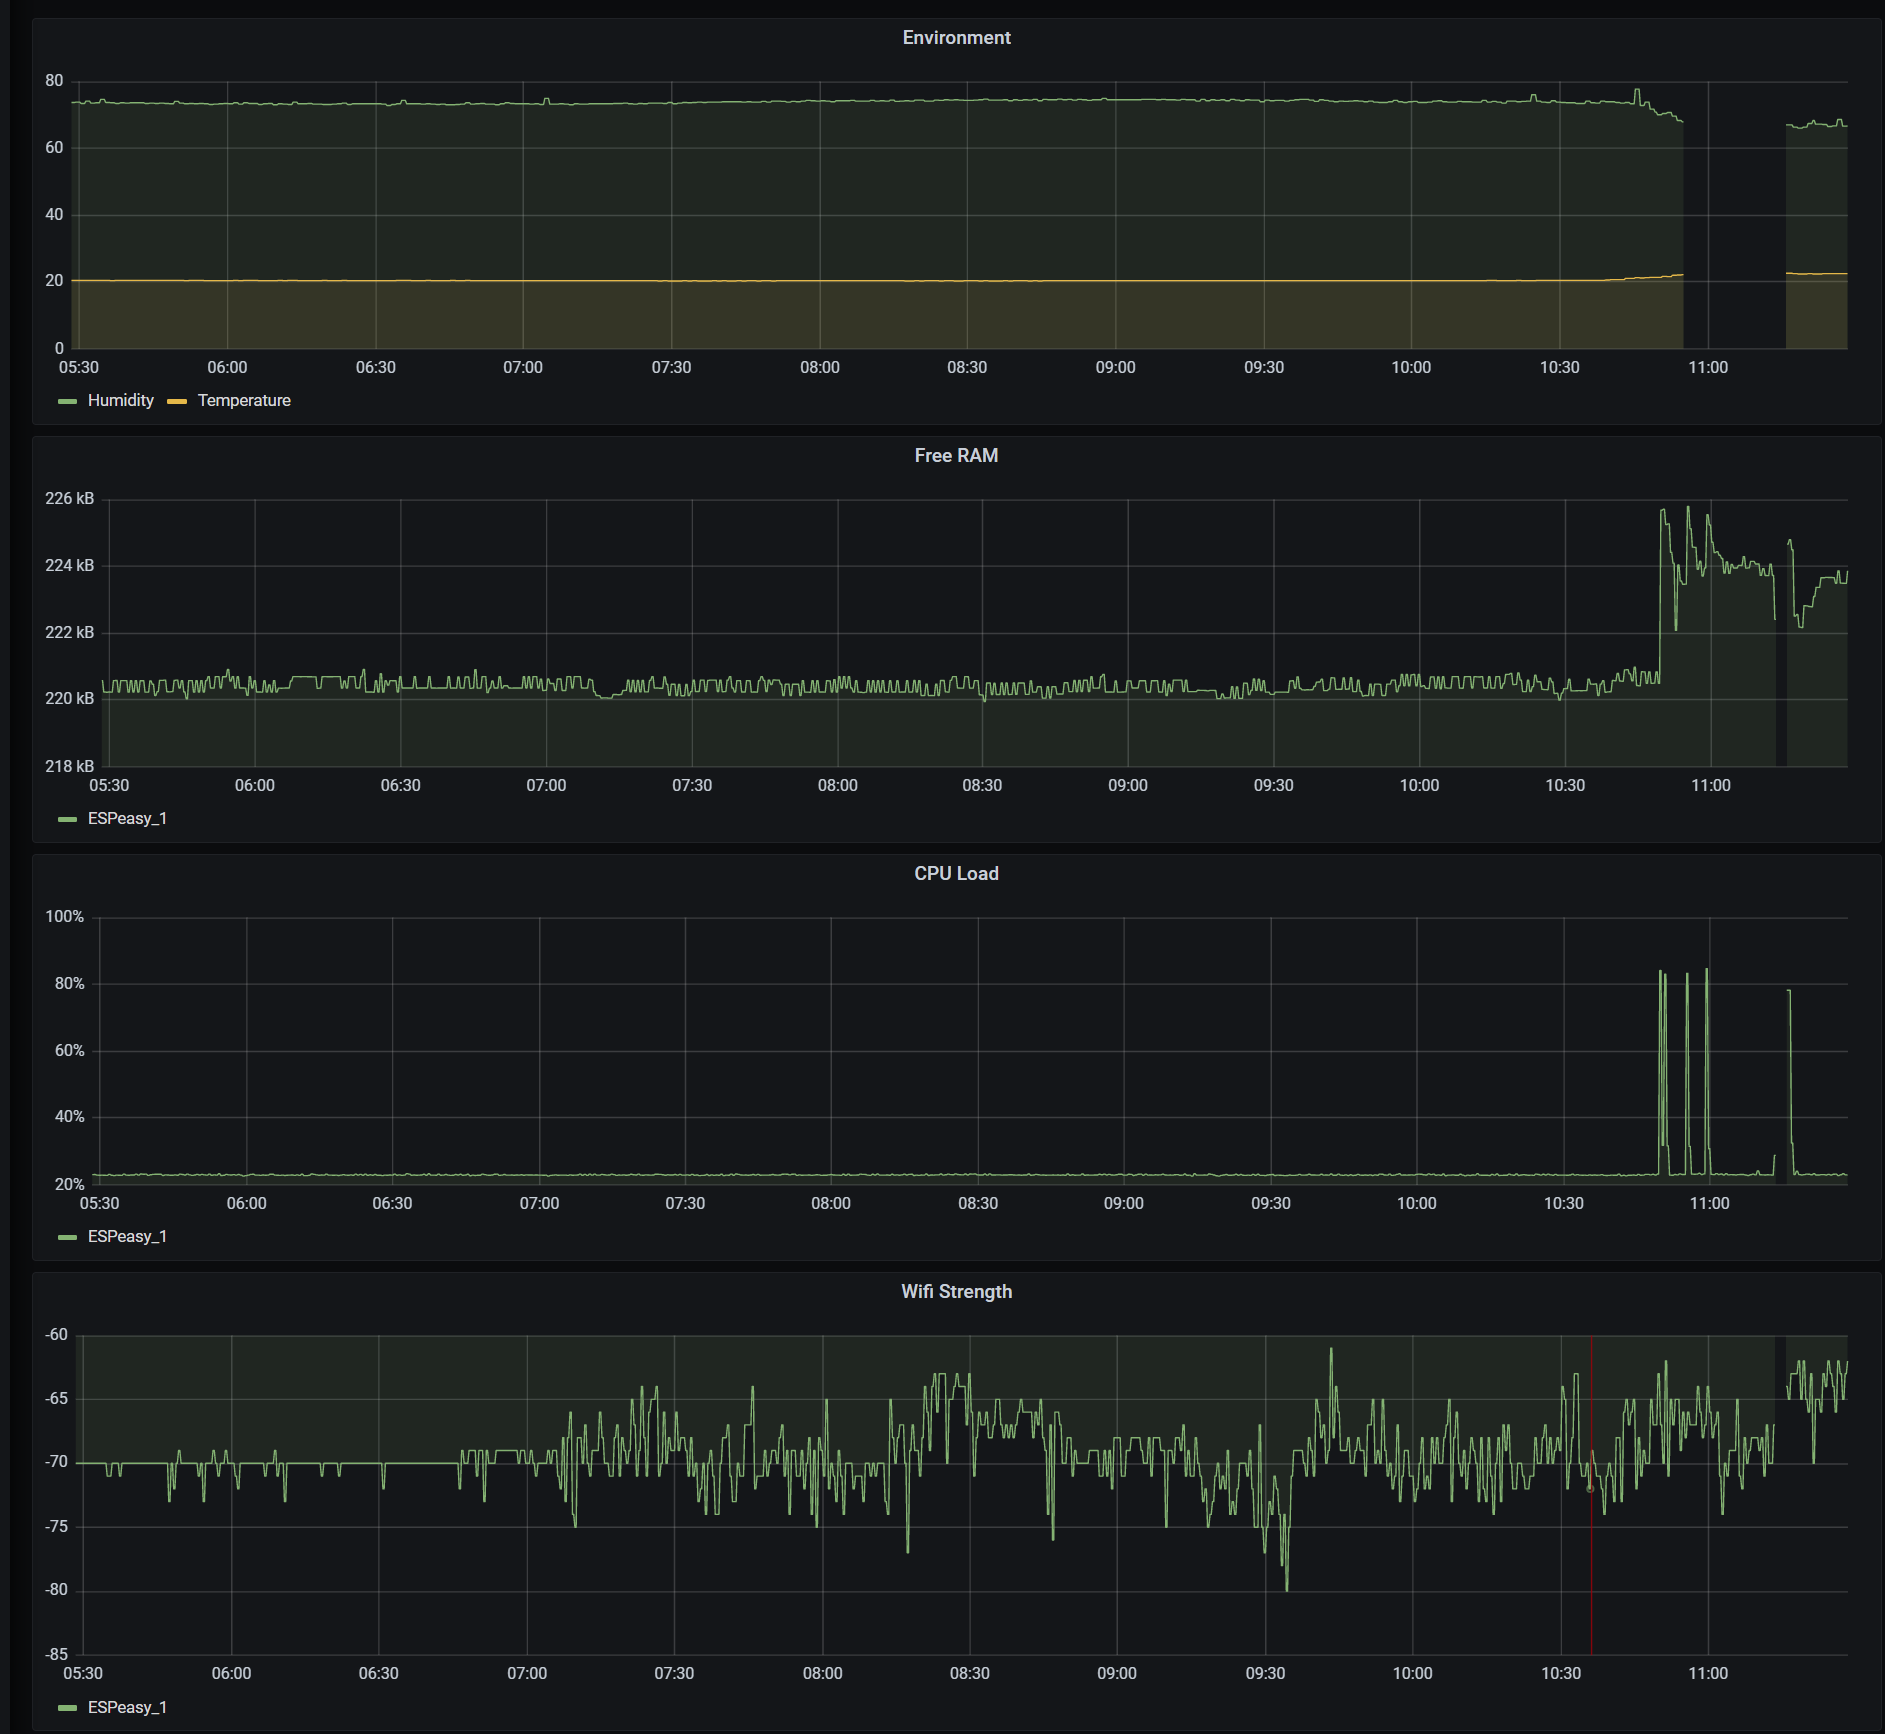 Environment
80
60
40
20
0
05:30 06:00 06:30 07:00 07:30 08:00 08:30 09:00 09:30 10:00 10:30 11:00
Humidity Temperature
Free RAM
226 kB
224 kB
222 kB
220 kB
218 kB
05:30 06:00 06:30 07:00 07:30 08:00 08:30 09:00 09:30 10:00 10:30 11:00
ESPeasy_1
CPU Load
100%
80%
60%
40%
20%
05:30 06:00 06:30 07:00 07:30 08:00 08:30 09:00 09:30 10:00 10:30 11:00
ESPeasy_1
Wifi Strength
-60
-65
-70
-75
-80
-85
05:30 06:00 06:30 07:00 07:30 08:00 08:30 09:00 09:30 10:00 10:30 11:00
ESPeasy_1